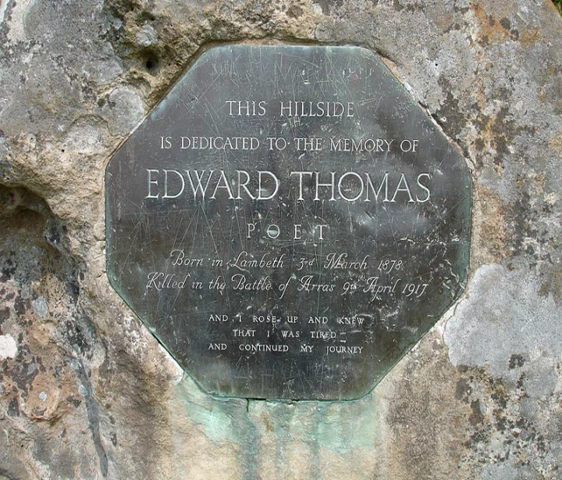 THIS HILLSIDE
IS DEDICATED TO THE MEMORY OF
EDWARD THOMAS
POET
Born in Lambeth 3rd March 1878
Killed in the Battle of Arras 9th April 1917
AND I ROSE UP AND KNEW
THAT I WAS TIRED
AND CONTINUED MY JOURNEY